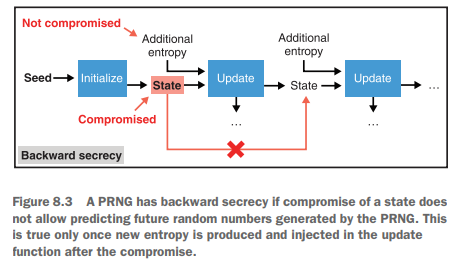 Not compromised
Additional
entropy
Additional
entropy
Seed
Initialize
State
Update
State
Update
...
Compromised
...
...
Backward secrecy
Figure 8.3 A PRNG has backward secrecy if compromise of a state does
not allow predicting future random numbers generated by the PRNG. This
is true only once new entropy is produced and injected in the update
function after the compromise.